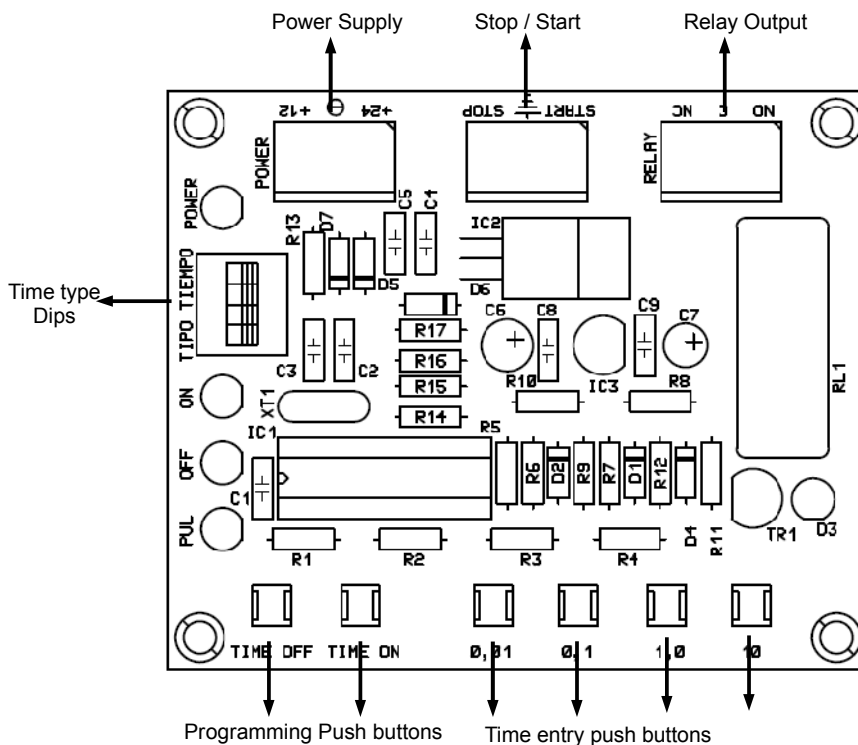 Power Supply
Stop / Start
Relay Output
+12
+24
STOP
START
NC
C
NO
POWER
RELAY
POWER
R13
D7
C5
C4
IC2
D5
D6
Time type
Dips
TIPO TIEMPO
R17
C6
C8
C9
C7
R16
C3
C2
R15
R10
IC3
R8
RL1
ON
XT1
R14
IC1
R5
OFF
C1
R6
D2
R9
R7
D1
R12
PUL
D4
R11
TR1
D3
R1
R2
R3
R4
TIME OFF
TIME ON
0,01
0,1
1,0
10
Programming Push buttons
Time entry push buttons